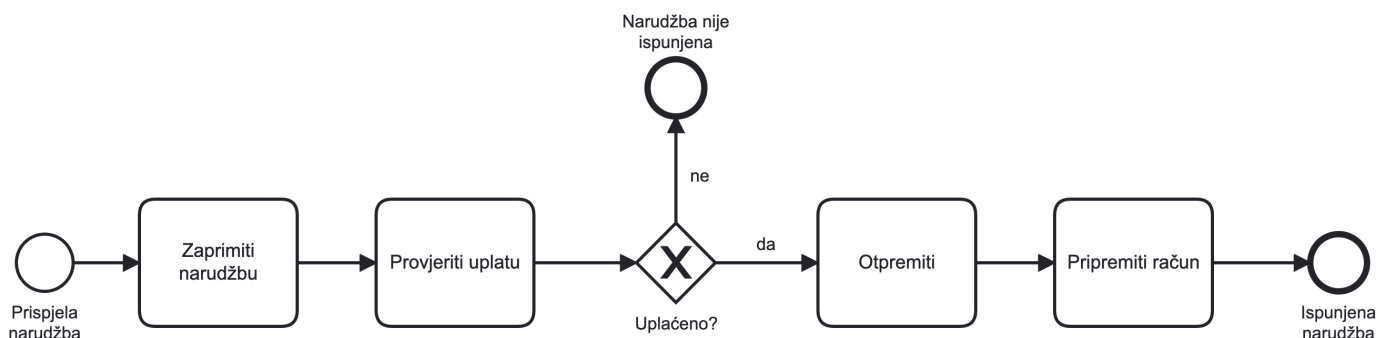 Narudžba nije
ispunjena
ne
Prispjela
narudžba
Zaprimiti
narudžbu
Provjeriti uplatu
X
Uplaćeno?
da
Otpremiti
Pripremiti račun
Ispunjena
narudžba